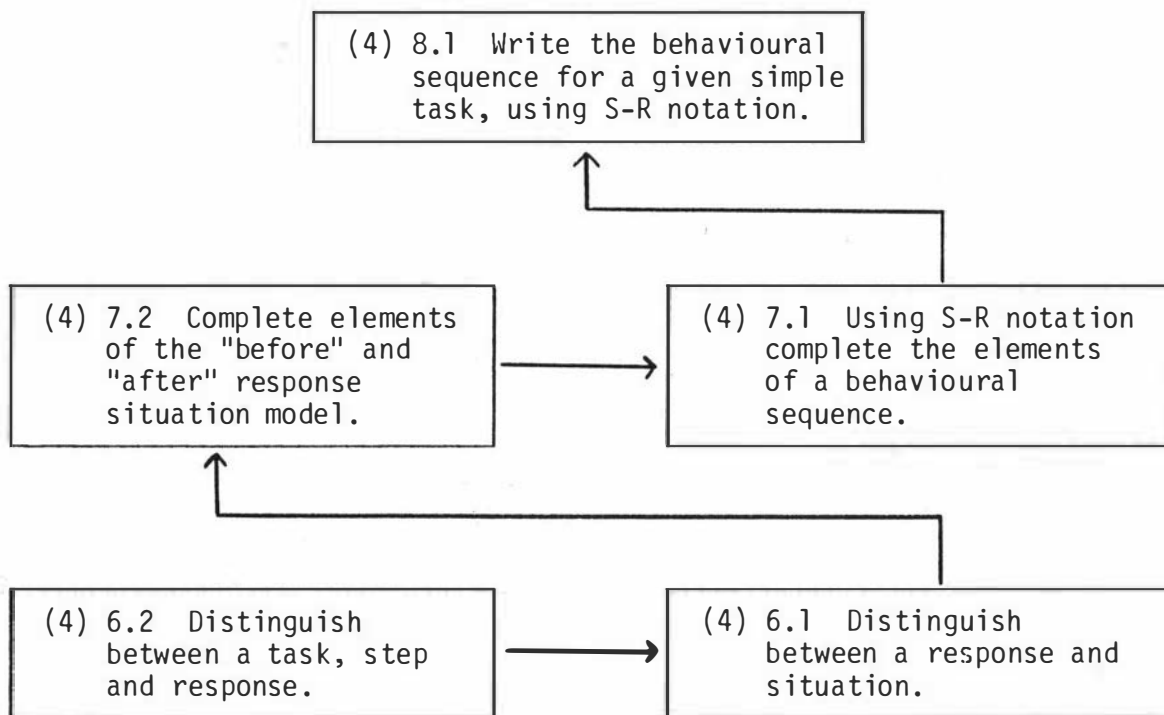 (4) 8.1 Write the behavioural
sequence for a given simple
task, using S-R notation.
(4) 7.2 Complete elements
of the "before" and
"after" response
situation model.
(4) 7.1 Using S-R notation
complete the elements
of a behavioural
sequence.
(4) 6.2 Distinguish
between a task, step
and response.
(4) 6.1 Distinguish
between a response and
situation.